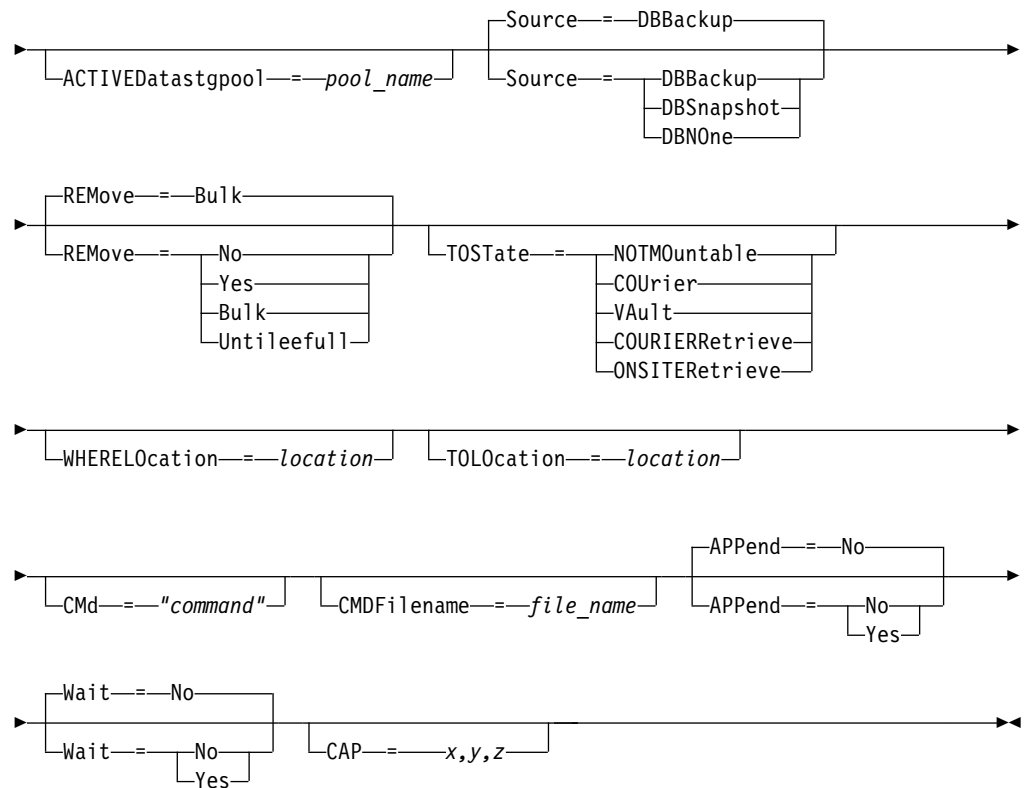 Source = DBBackup
ACTIVEDatastgpool = pool_name
Source = DBBackup
DBSnapshot
DBNOne
REMove = Bulk
REMove = No
Yes
Bulk
Untileefull
TOSTate = NOTMOuntable
COUrier
VAult
COURIERRetrieve
ONSITERetrieve
WHERELOcation = location
TOLOcation = location
APPend = No
CMd = "command"
CMDFilename = file_name
APPend = No
Yes
Wait = No
Wait = No
Yes
CAP = x,y,z